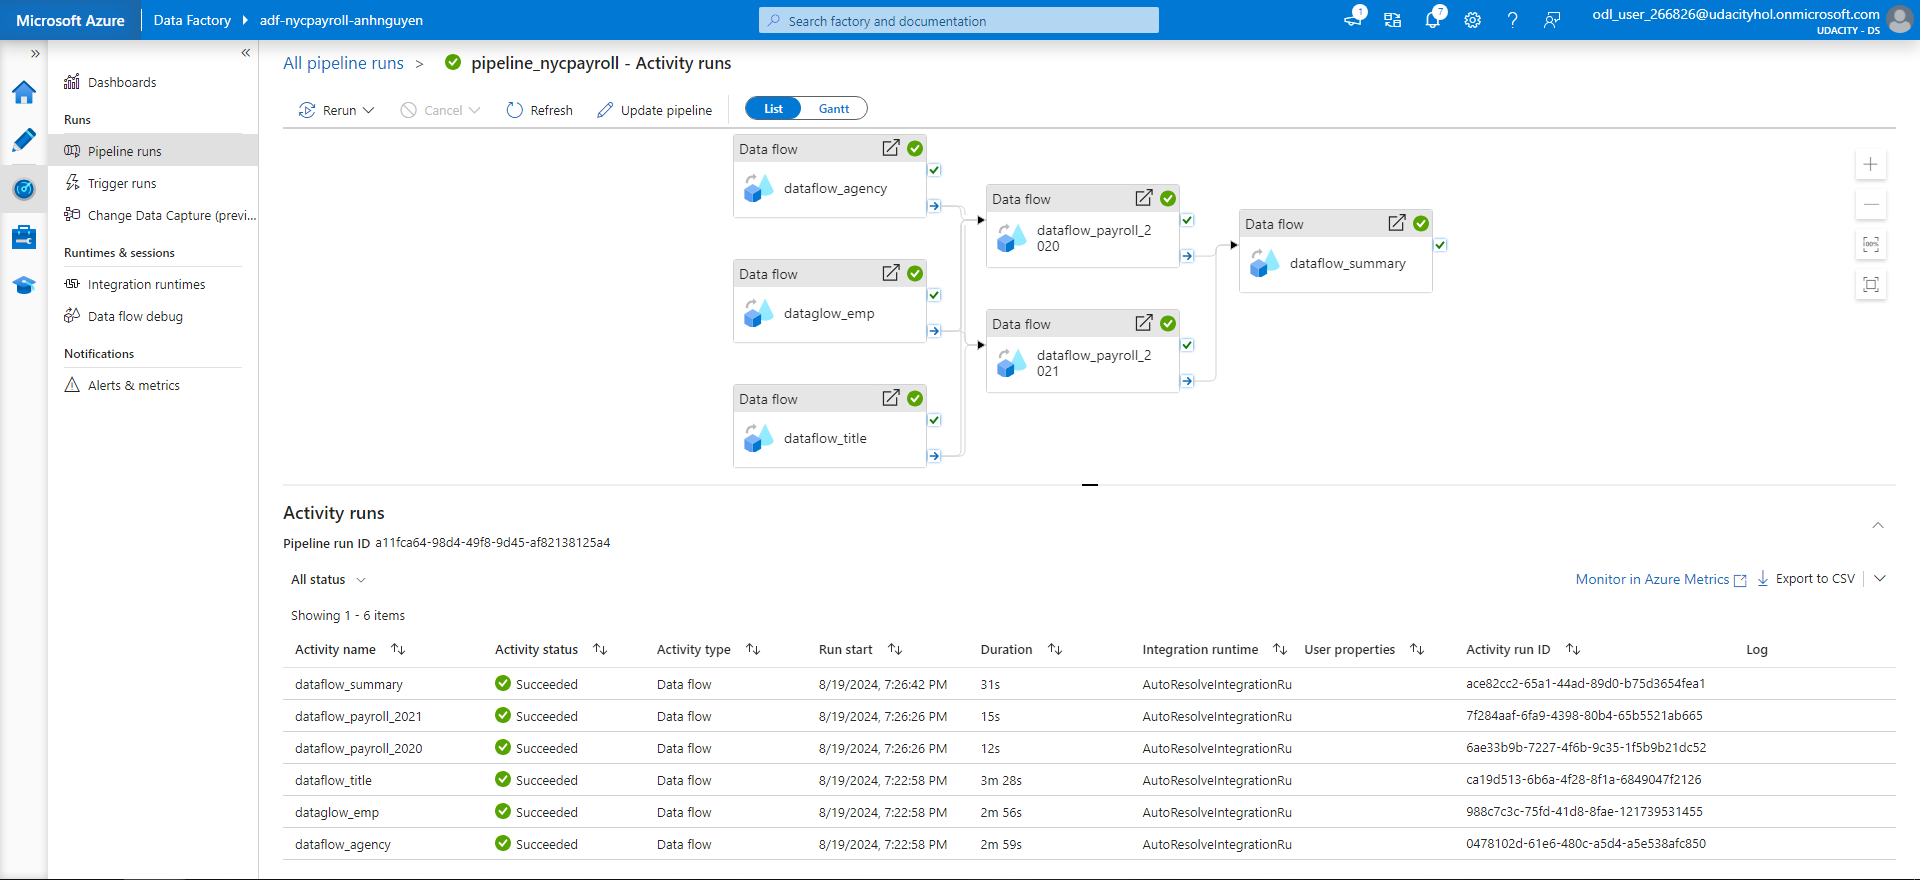 Microsoft Azure
Data Factory
adf-nycpayroll-anhnguyen
Search factory and documentation
1
7
odl_user_266826@udacityhol.onmicrosoft.com
UDACITY - DS
Dashboards
Runs
Pipeline runs
Trigger runs
Change Data Capture (previ...
Runtimes & sessions
Integration runtimes
Data flow debug
Notifications
Alerts & metrics
All pipeline runs > pipeline_nycpayroll - Activity runs
Rerun Cancel Refresh Update pipeline List Gantt
Data flow
dataflow_agency
Data flow
dataglow_emp
Data flow
dataflow_title
Data flow
dataflow_payroll_2
020
Data flow
dataflow_payroll_2
021
Data flow
dataflow_summary
100%
Activity runs
Pipeline run ID a11fca64-98d4-49f8-9d45-af82138125a4
All status
Monitor in Azure Metrics Export to CSV
Showing 1 - 6 items
Activity name Activity status Activity type Run start Duration Integration runtime User properties Activity run ID Log
dataflow_summary Succeeded Data flow 8/19/2024, 7:26:42 PM 31s AutoResolveIntegrationRu ace82cc2-65a1-44ad-89d0-b75d3654fea1
dataflow_payroll_2021 Succeeded Data flow 8/19/2024, 7:26:26 PM 15s AutoResolveIntegrationRu 7f284aaf-6fa9-4398-80b4-65b5521ab665
dataflow_payroll_2020 Succeeded Data flow 8/19/2024, 7:26:26 PM 12s AutoResolveIntegrationRu 6ae33b9b-7227-4f6b-9c35-1f5b9b21dc52
dataflow_title Succeeded Data flow 8/19/2024, 7:22:58 PM 3m 28s AutoResolveIntegrationRu ca19d513-6b6a-4f28-8f1a-6849047f2126
dataglow_emp Succeeded Data flow 8/19/2024, 7:22:58 PM 2m 56s AutoResolveIntegrationRu 988c7c3c-75fd-41d8-8fae-121739531455
dataflow_agency Succeeded Data flow 8/19/2024, 7:22:58 PM 2m 59s AutoResolveIntegrationRu 0478102d-61e6-480c-a5d4-a5e538afc850